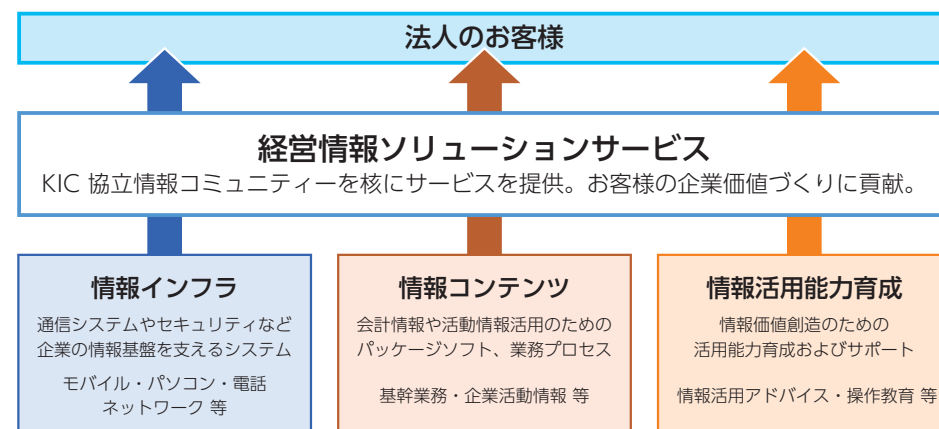 法人のお客様
経営情報ソリューションサービス
KIC 協立情報コミュニティーを核にサービスを提供。お客様の企業価値づくりに貢献。
情報インフラ
通信システムやセキュリティなど
企業の情報基盤を支えるシステム
モバイル・パソコン・電話
ネットワーク 等
情報コンテンツ
会計情報や活動情報活用のための
パッケージソフト、業務プロセス
基幹業務・企業活動情報 等
情報活用能力育成
情報価値創造のための
活用能力育成およびサポート
情報活用アドバイス・操作教育 等